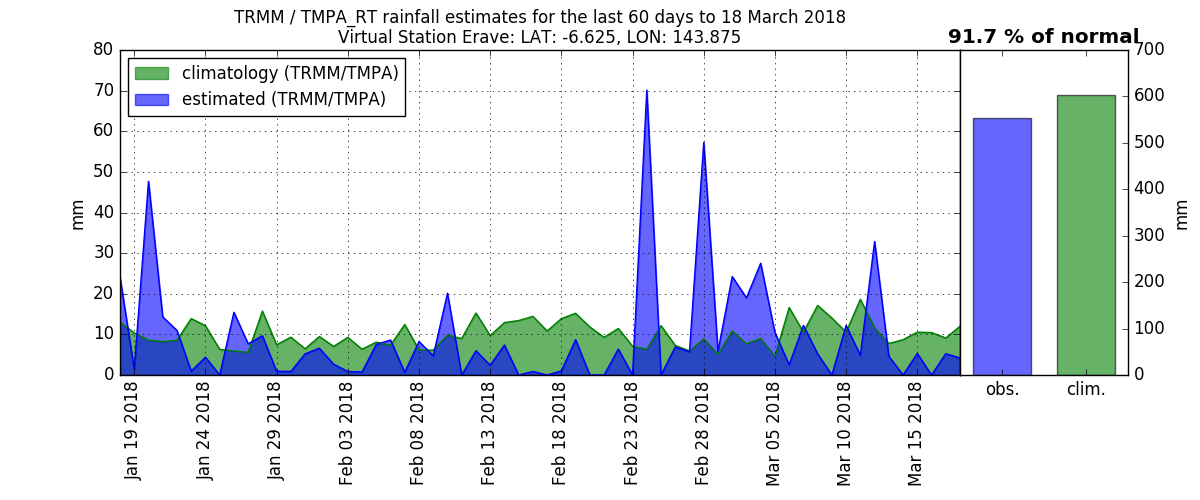 TRMM / TMPA_RT rainfall estimates for the last 60 days to 18 March 2018
Virtual Station Erave: LAT: -6.625, LON: 143.875
91.7 % of normal
climatology (TRMM/TMPA)
estimated (TRMM/TMPA)
80
70
60
50
40
30
20
10
0
mm
Jan 19 2018
Jan 24 2018
Jan 29 2018
Feb 03 2018
Feb 08 2018
Feb 13 2018
Feb 18 2018
Feb 23 2018
Feb 28 2018
Mar 05 2018
Mar 10 2018
Mar 15 2018
obs.
clim.
700
600
500
400
300
200
100
0
mm